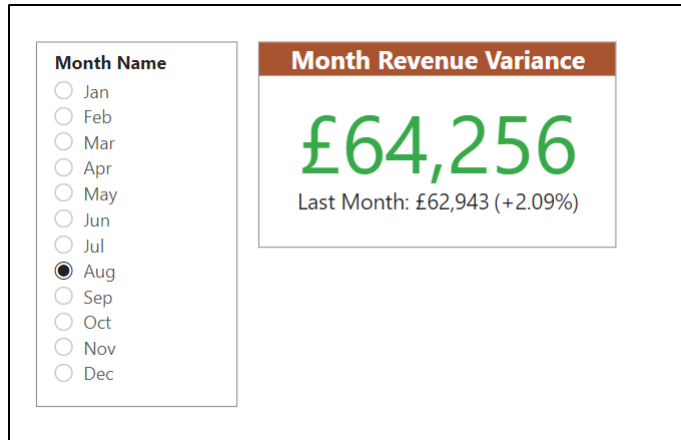 Month Name
Jan
Feb
Mar
Apr
May
Jun
Jul
Aug
Sep
Oct
Nov
Dec
Month Revenue Variance
£64,256
Last Month: £62,943 (+2.09%)